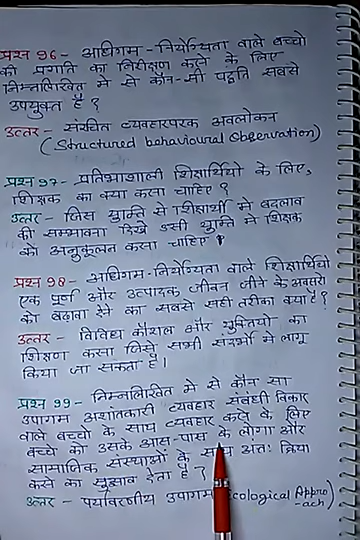 प्रश्न 96 - अधिगम - निर्योग्यता वाले बच्चो
की प्रगति का निरीक्षण करने के लिए
निम्नलिखित मे से कौन-सी पद्धति सबसे
उपयुक्त है ?
उत्तर - संरचित व्यवहारपरक अवलोकन
(Structured behavioural Observation)
प्रश्न 97 - प्रतिभाशाली शिक्षार्थियो के लिए,
शिक्षक का क्या करना चाहिए ?
उत्तर - जिस युक्ति से शिक्षार्थी मे बदलाव
की सम्भावना दिखे उसी युक्ति मे शिक्षक
को अनुकूलन करना चाहिए ।
प्रश्न 98 - अधिगम-निर्योग्यता वाले शिक्षार्थियो
एक पूर्ण और उत्पादक जीवन जीने के अवसरो
को बढ़ावा देने का सबसे सही तरीका क्या है ?
उत्तर - विविध कौशल और युक्तियो का
शिक्षण करना जिसे सभी संदर्भो मे लागू
किया जा सकता है ।
प्रश्न 99 - निम्नलिखित मे से कौन सा
उपागम अशांतकारी व्यवहार संबंधी विकार
वाले बच्चो के साथ व्यवहार करने के लिए
बच्चे को उसके आस-पास के लोगो और
सामाजिक संस्थाओ के साथ अंतः क्रिया
करने का सुझाव देता है ?
उत्तर - पर्यावरणीय उपागम (Ecological Appro
-ach)